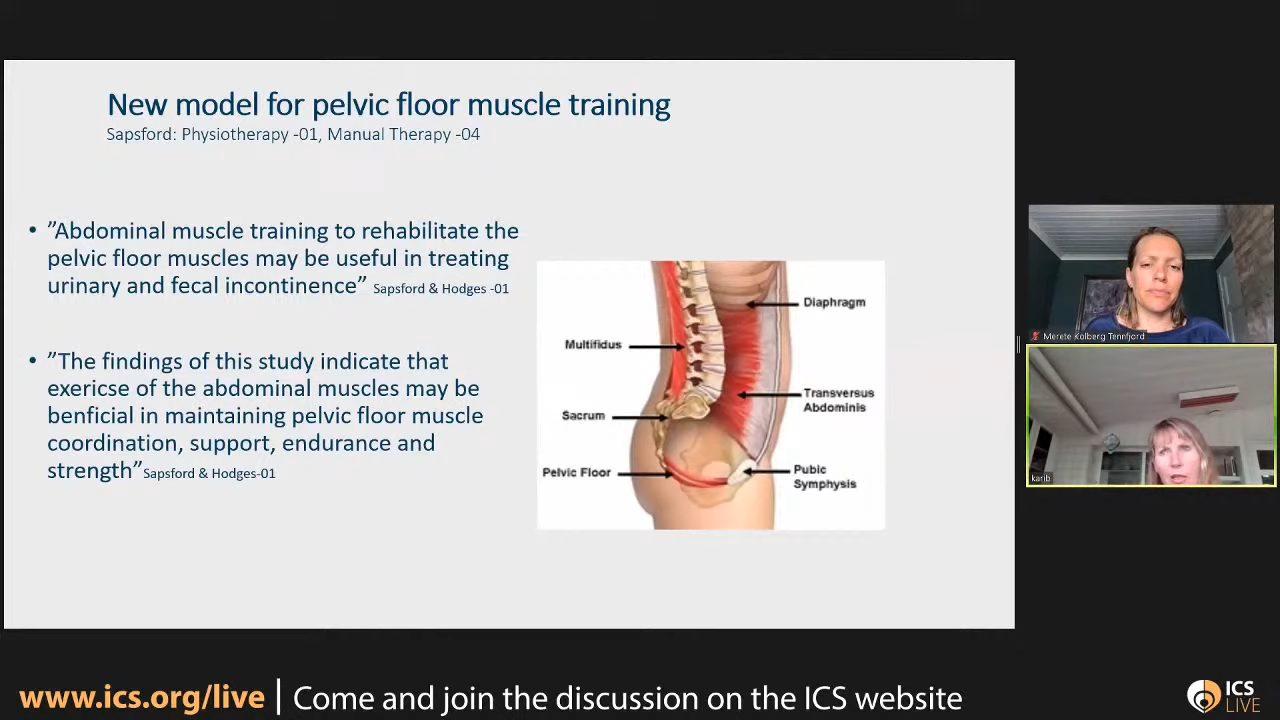 New model for pelvic floor muscle training
Sapsford: Physiotherapy -01, Manual Therapy -04
• ”Abdominal muscle training to rehabilitate the
pelvic floor muscles may be useful in treating
urinary and fecal incontinence” Sapsford & Hodges -01
• ”The findings of this study indicate that
exericse of the abdominal muscles may be
benficial in maintaining pelvic floor muscle
coordination, support, endurance and
strength”Sapsford & Hodges-01
Diaphragm
Multifidus
Transversus
Abdominis
Sacrum
Pelvic Floor
Pubic
Symphysis
Merete Kolberg Tennfjord
karib
www.ics.org/live | Come and join the discussion on the ICS website
ICS
LIVE